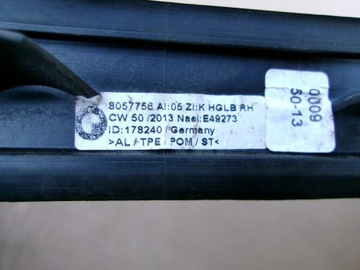 8057756 AI:05 ZI:K HGLB RH
CW 50 /2013 Nael:E49273
ID:178240 / Germany
>AL / TPE / POM / ST<
0009
50-13